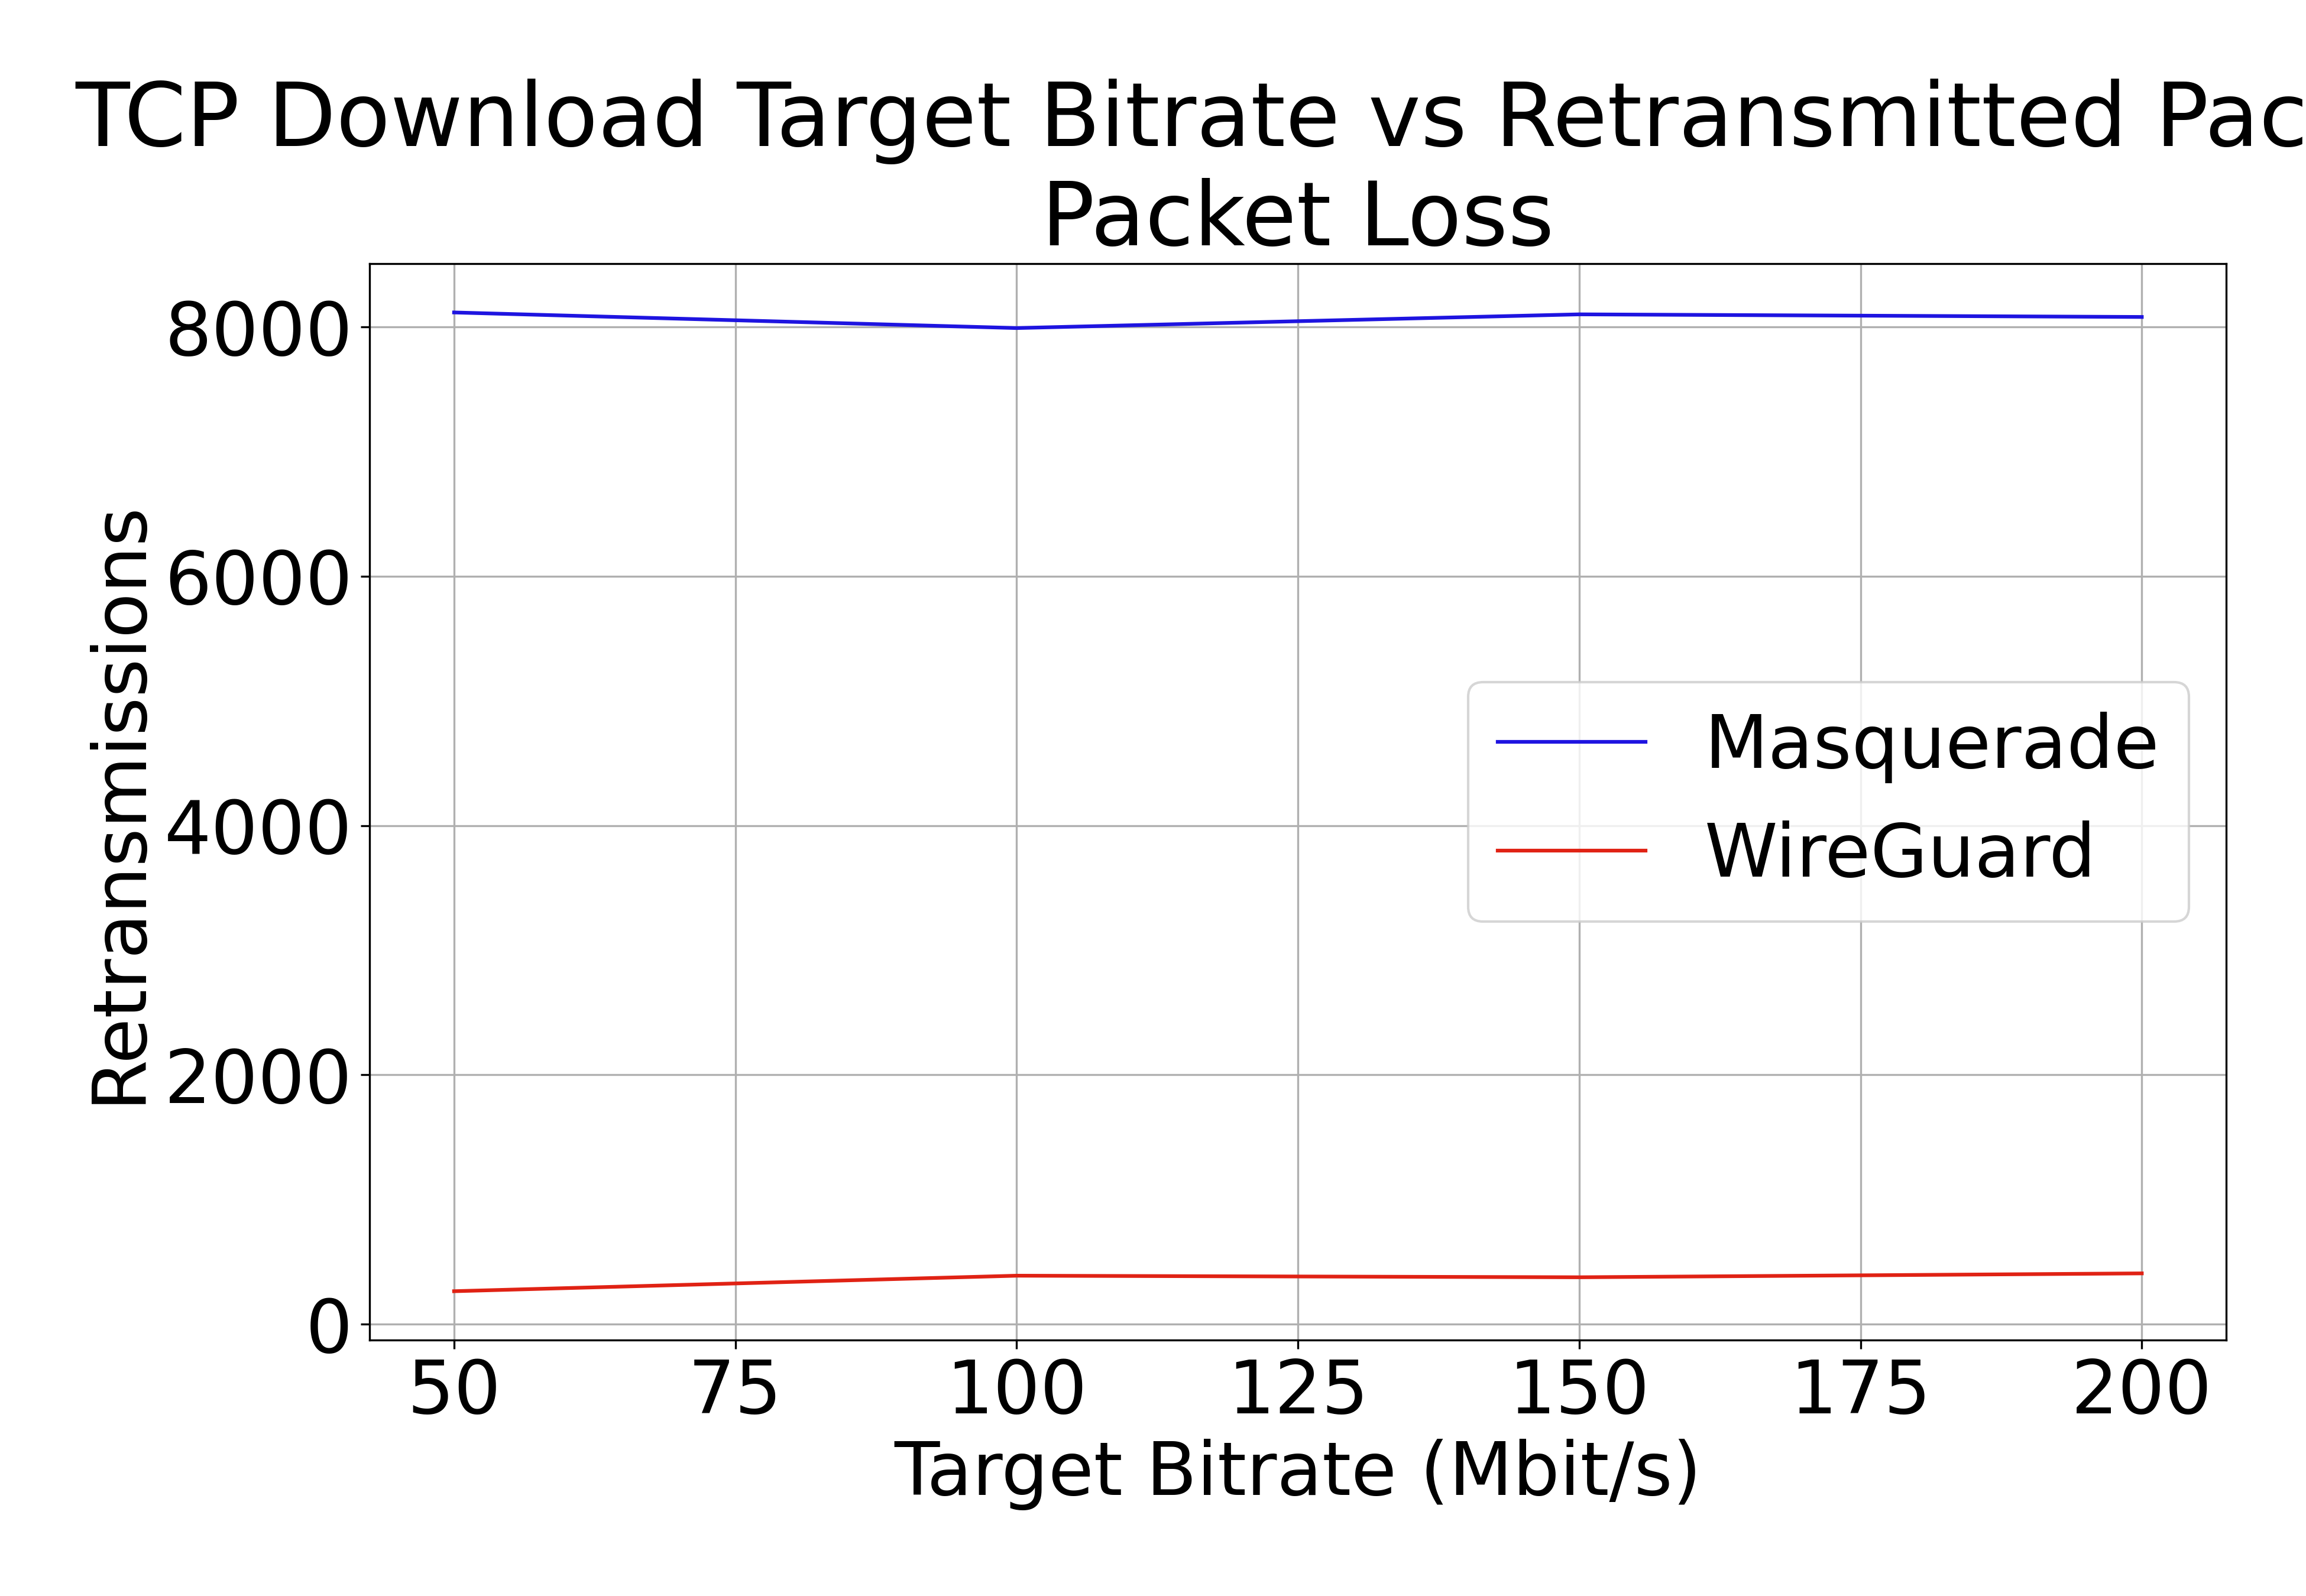 TCP Download Target Bitrate vs Retransmitted Pac
Packet Loss
8000
6000
4000
2000
0
Retransmissions
Masquerade
WireGuard
50 75 100 125 150 175 200
Target Bitrate (Mbit/s)